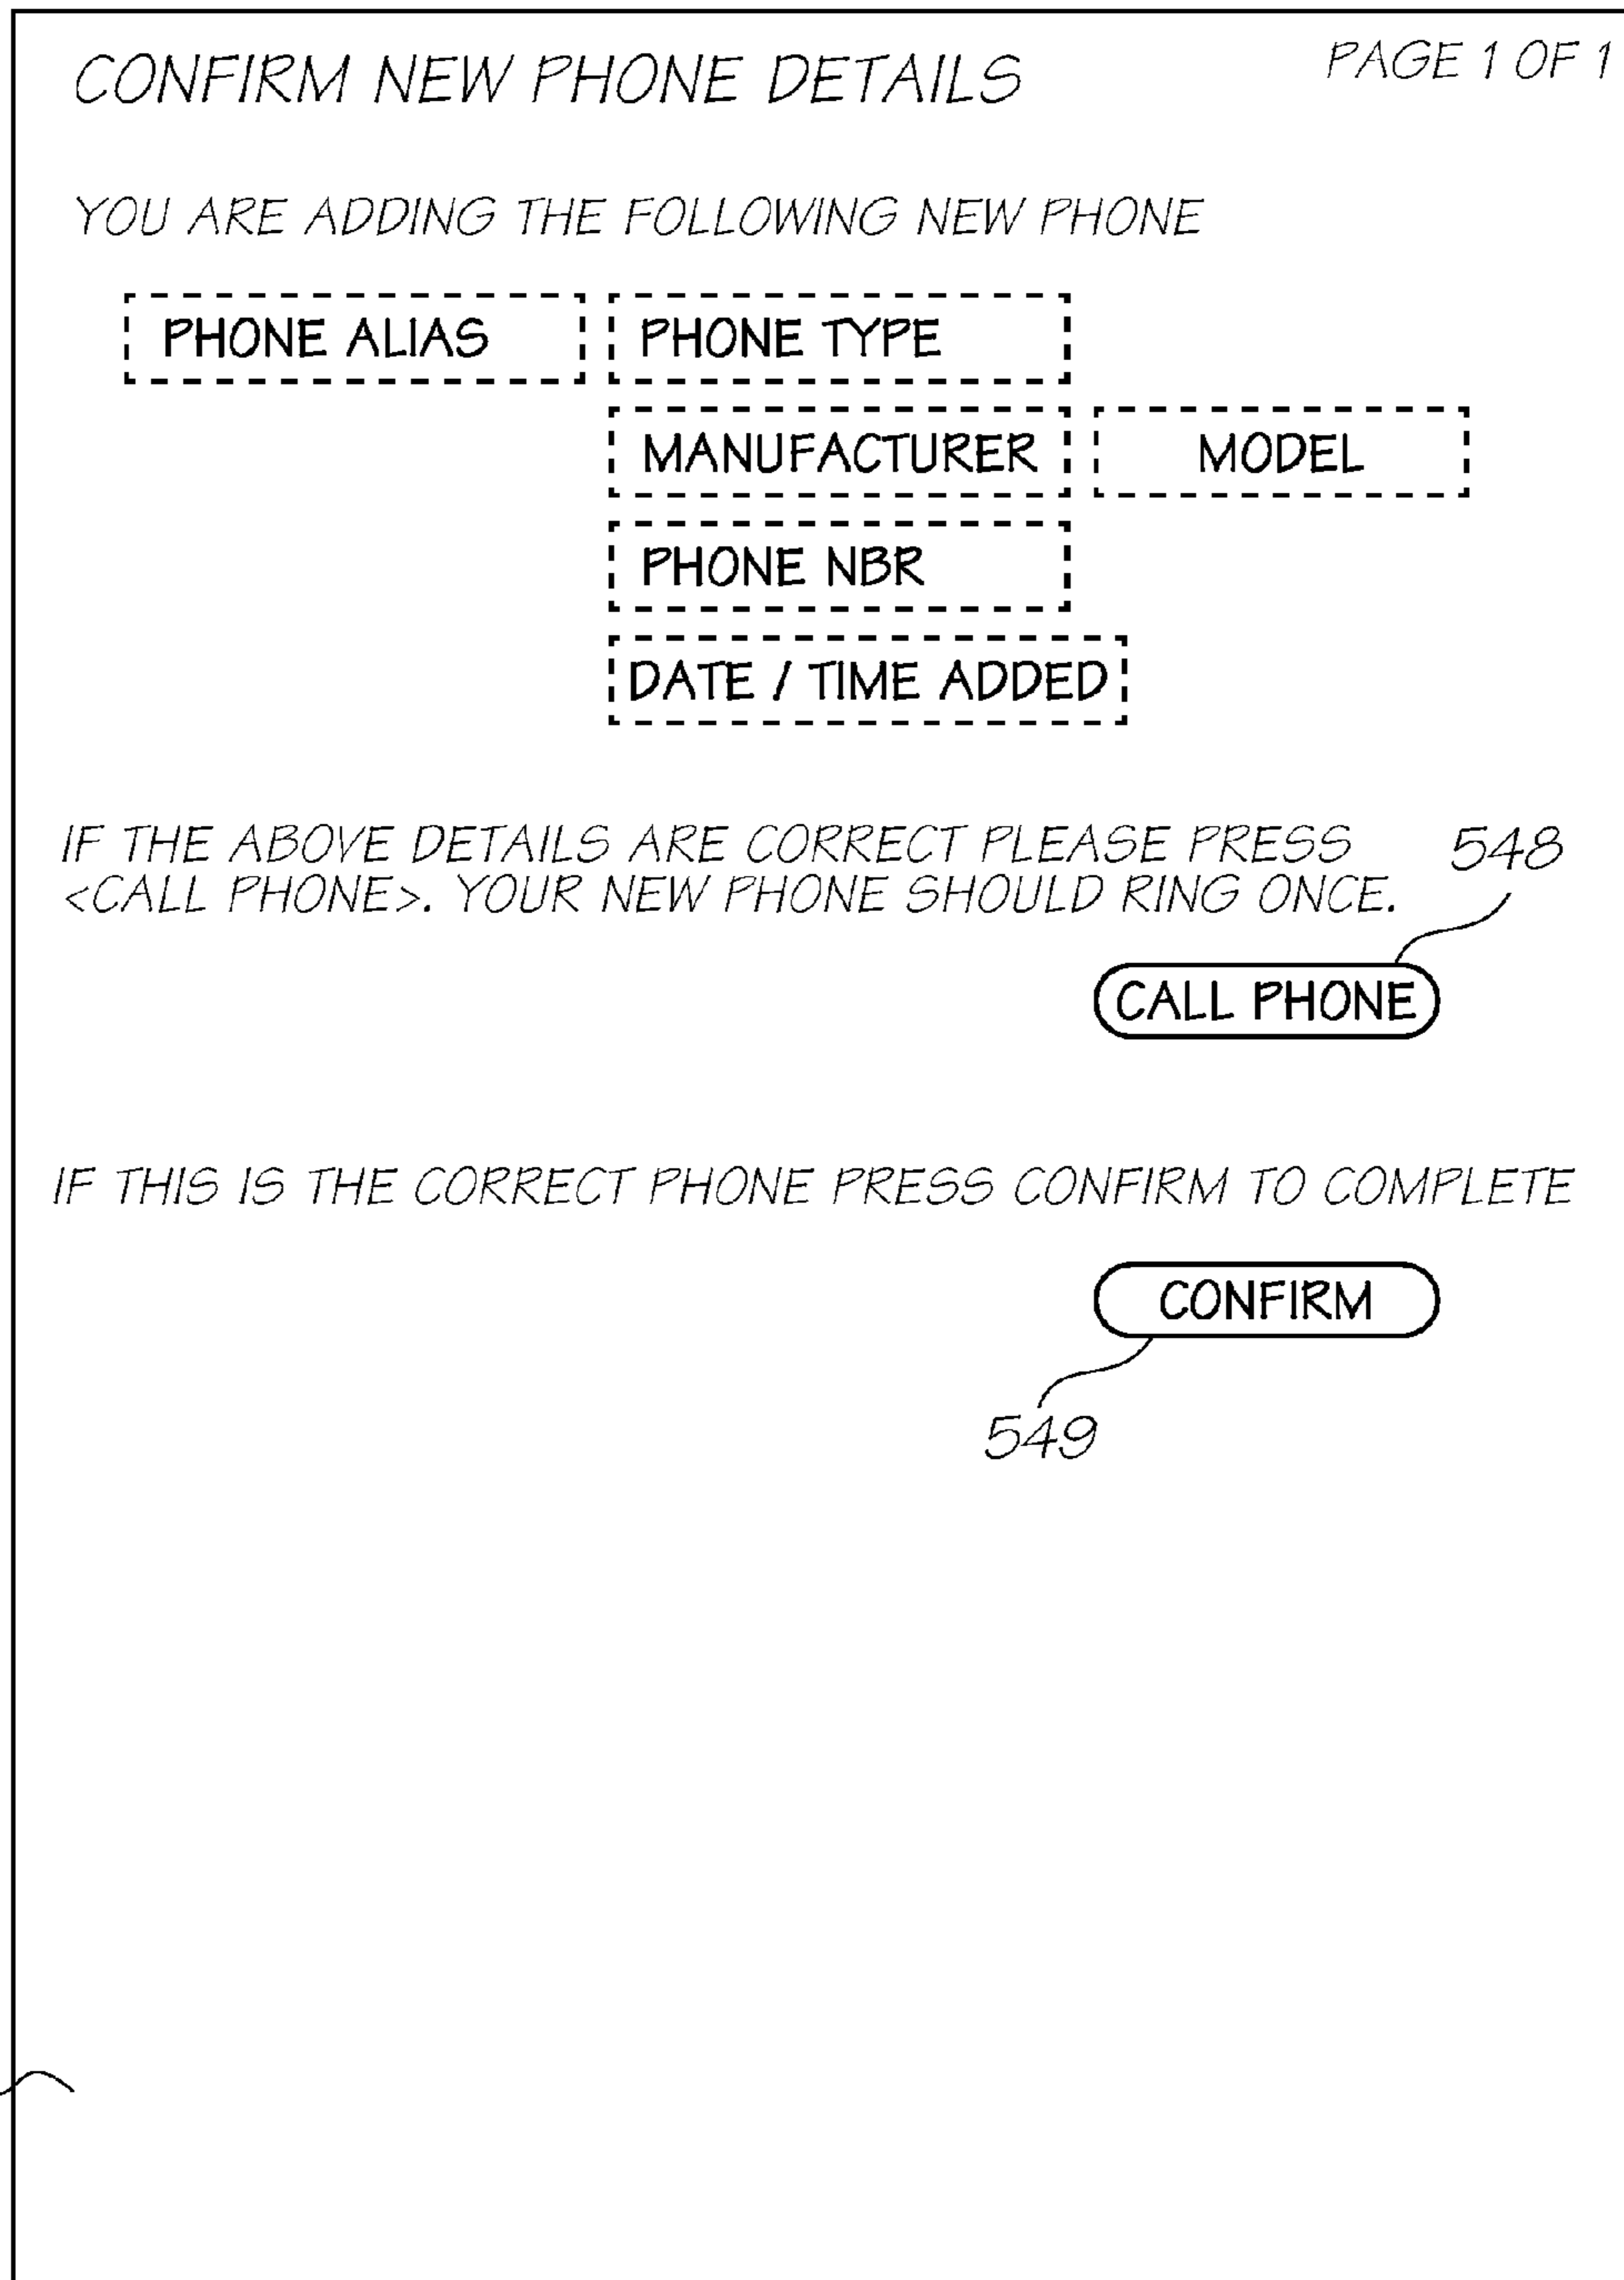 CONFIRM NEW PHONE DETAILS PAGE 1 OF 1
YOU ARE ADDING THE FOLLOWING NEW PHONE
PHONE ALIAS PHONE TYPE
MANUFACTURER MODEL
PHONE NBR
DATE / TIME ADDED
IF THE ABOVE DETAILS ARE CORRECT PLEASE PRESS 548
<CALL PHONE>. YOUR NEW PHONE SHOULD RING ONCE.
CALL PHONE
IF THIS IS THE CORRECT PHONE PRESS CONFIRM TO COMPLETE
CONFIRM
549